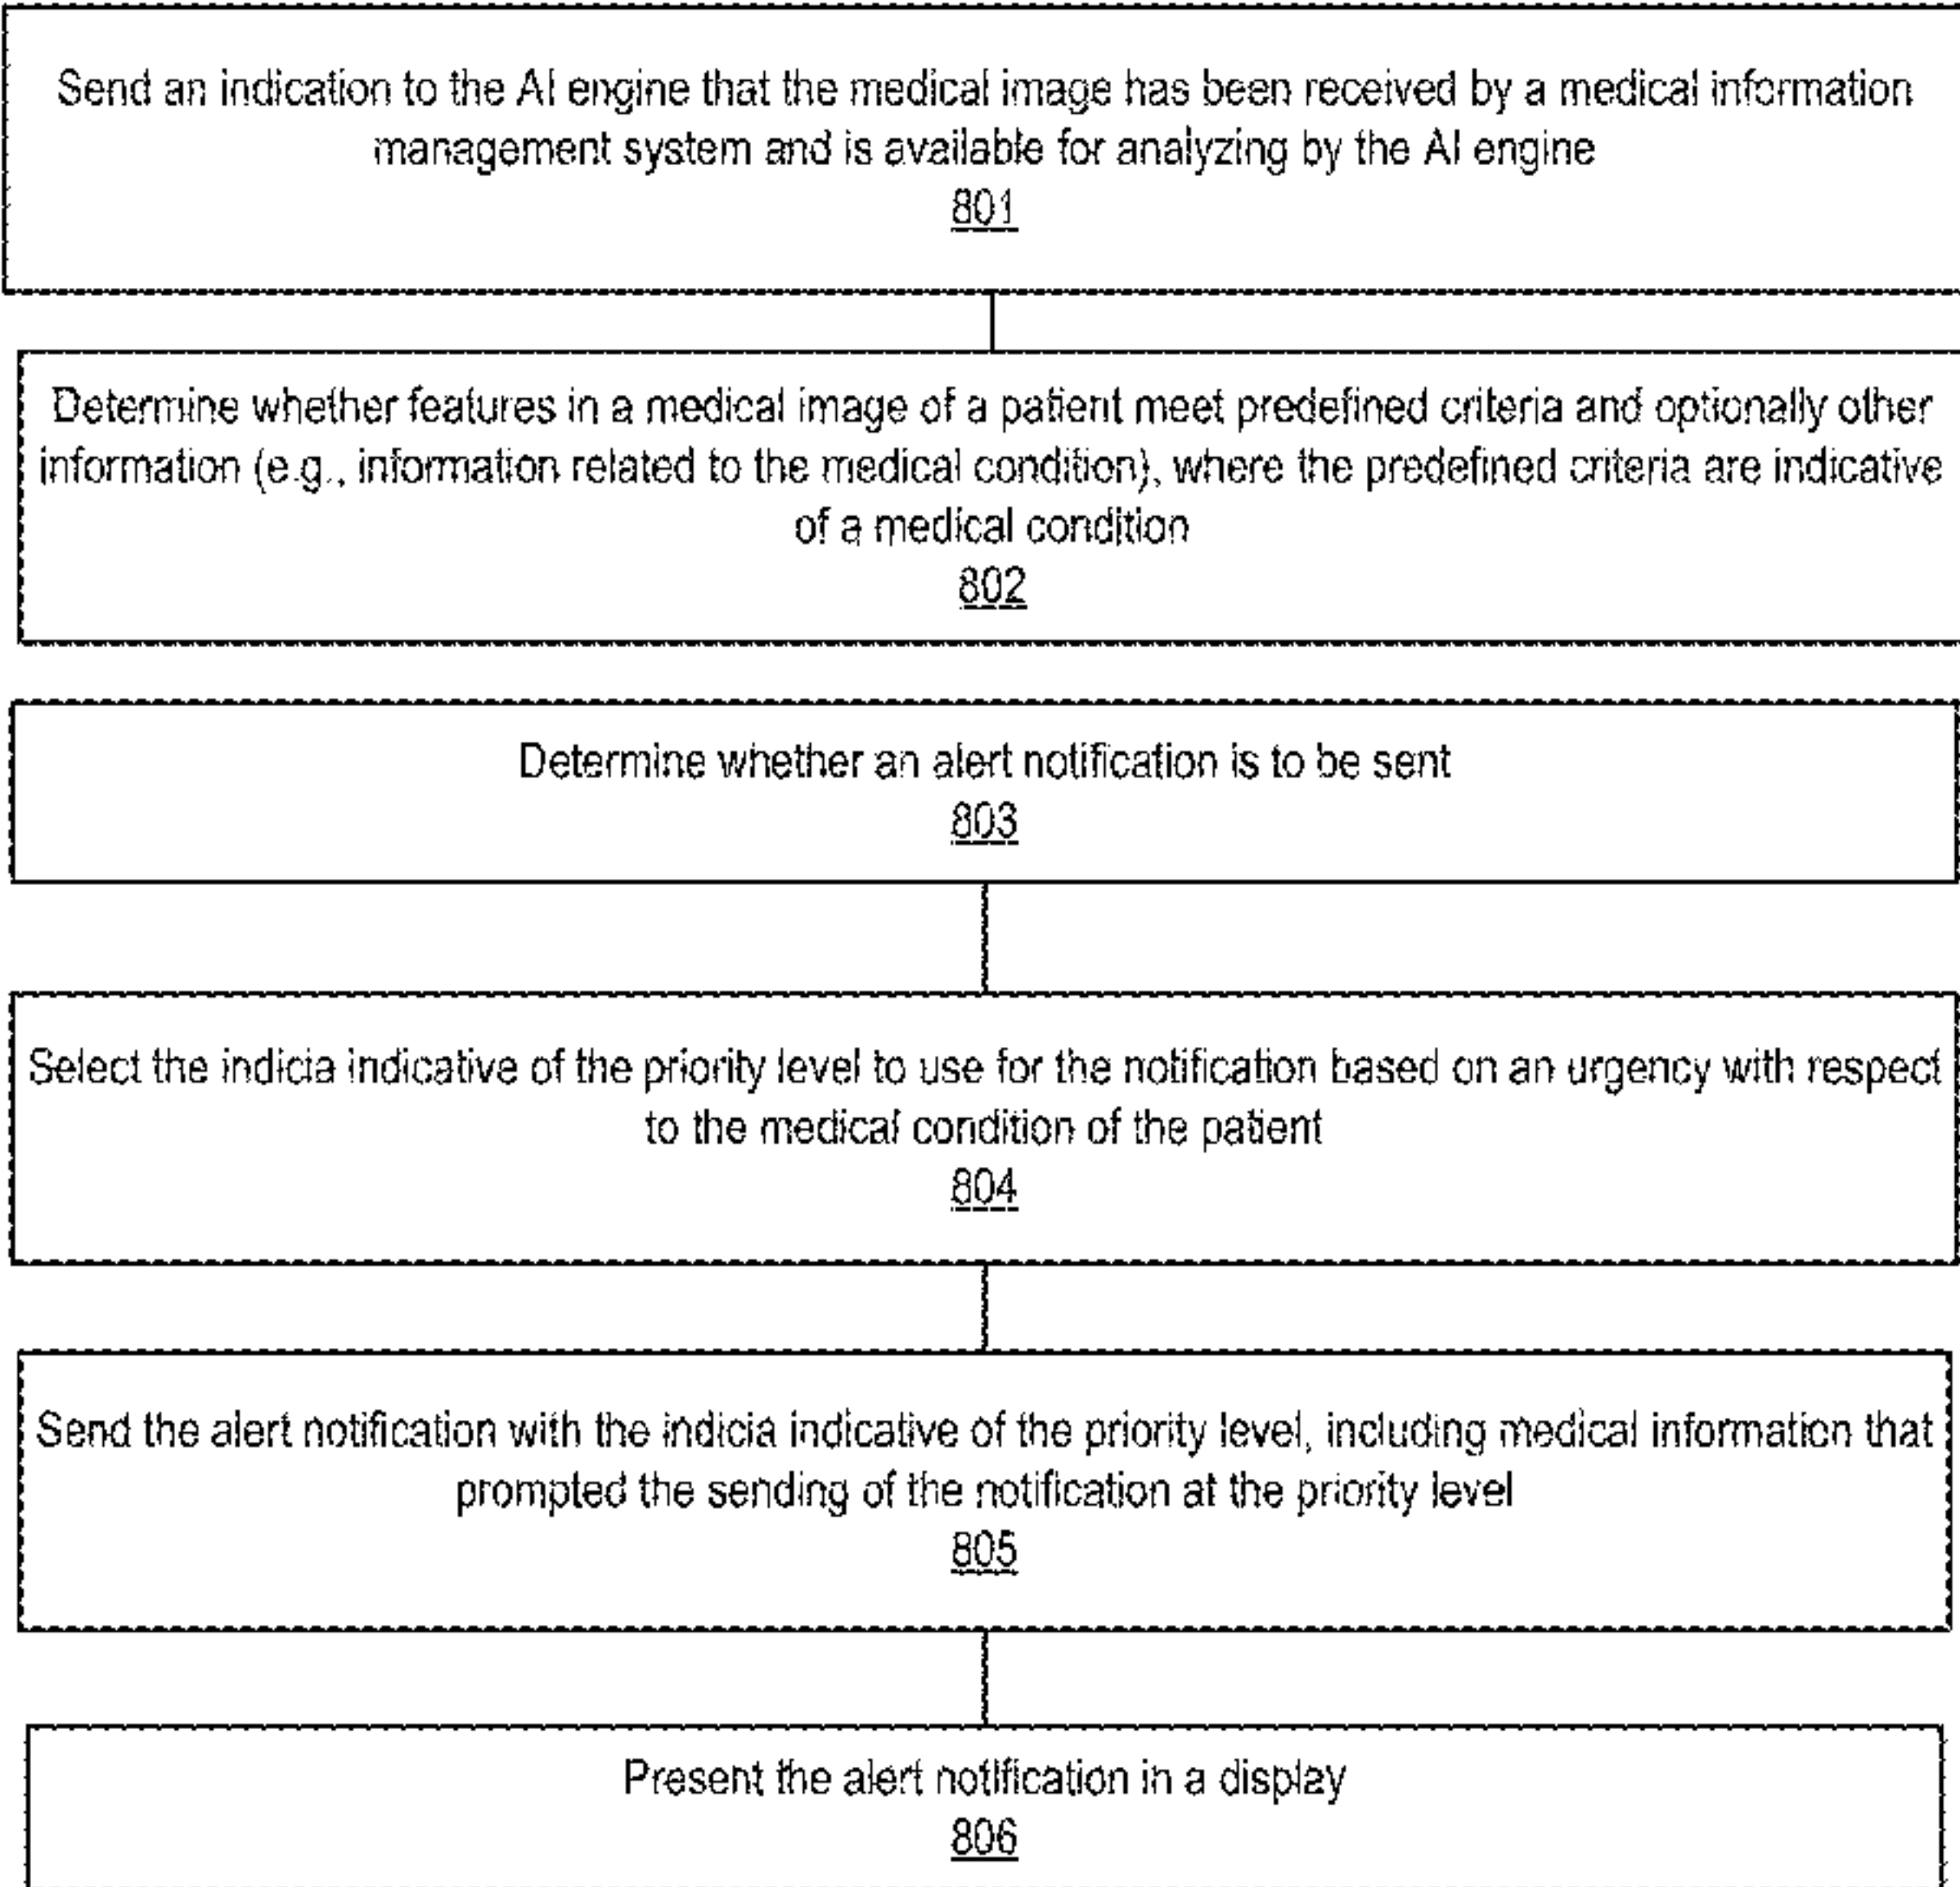 Send an indication to the AI engine that the medical image has been received by a medical information
management system and is available for analyzing by the AI engine
801
Determine whether features in a medical image of a patient meet predefined criteria and optionally other
information (e.g., information related to the medical condition), where the predefined criteria are indicative
of a medical condition
802
Determine whether an alert notification is to be sent
803
Select the indicia indicative of the priority level to use for the notification based on an urgency with respect
to the medical condition of the patient
804
Send the alert notification with the indicia indicative of the priority level, including medical information that
prompted the sending of the notification at the priority level
805
Present the alert notification in a display
806